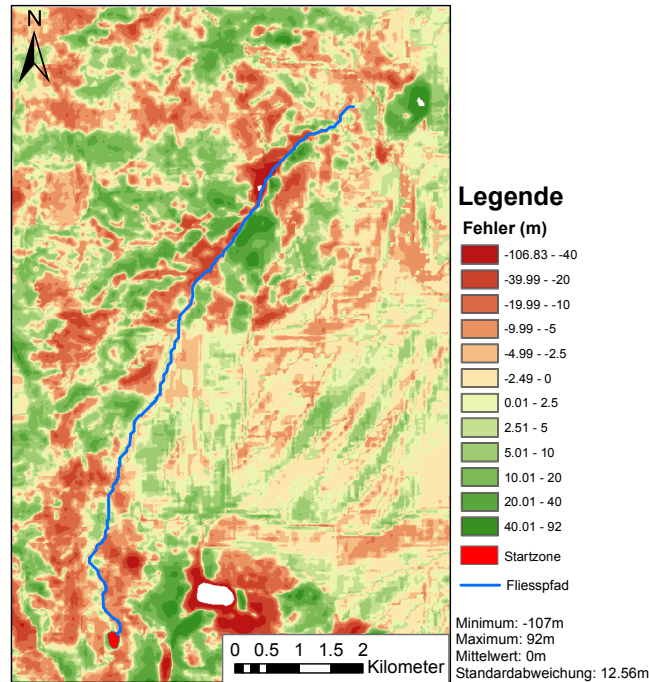 N
Legende
Fehler (m)
-106.83 - -40
-39.99 - -20
-19.99 - -10
-9.99 - -5
-4.99 - -2.5
-2.49 - 0
0.01 - 2.5
2.51 - 5
5.01 - 10
10.01 - 20
20.01 - 40
40.01 - 92
Startzone
Fliesspfad
Minimum: -107m
Maximum: 92m
Mittelwert: 0m
Standardabweichung: 12.56m
0 0.5 1 1.5 2
Kilometer